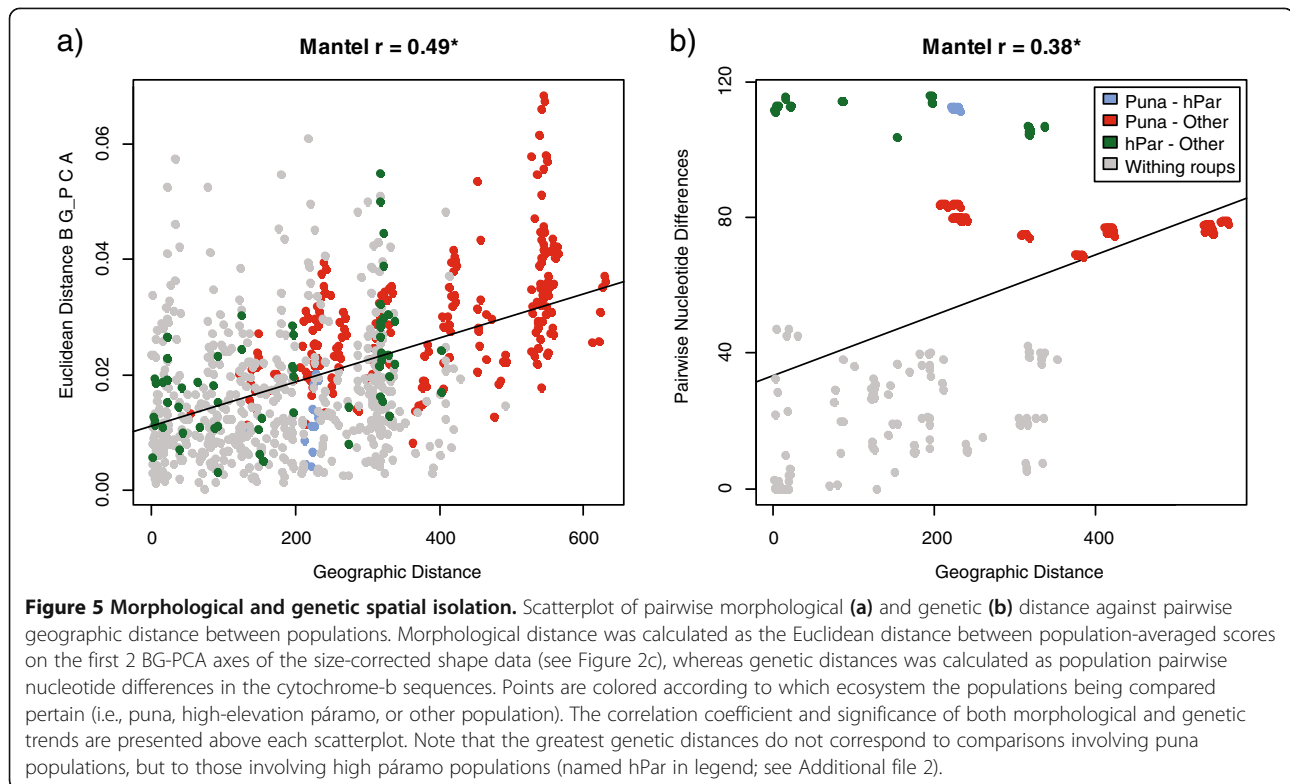 a)
Mantel r = 0.49*
Euclidean Distance B G_P C A
0.00
0.02
0.04
0.06
0
200
400
600
Geographic Distance
b)
Mantel r = 0.38*
Pairwise Nucleotide Differences
0
40
80
120
Puna - hPar
Puna - Other
hPar - Other
Withing roups
0
200
400
Geographic Distance
Figure 5 Morphological and genetic spatial isolation. Scatterplot of pairwise morphological (a) and genetic (b) distance against pairwise
geographic distance between populations. Morphological distance was calculated as the Euclidean distance between population-averaged scores
on the first 2 BG-PCA axes of the size-corrected shape data (see Figure 2c), whereas genetic distances was calculated as population pairwise
nucleotide differences in the cytochrome-b sequences. Points are colored according to which ecosystem the populations being compared
pertain (i.e., puna, high-elevation páramo, or other population). The correlation coefficient and significance of both morphological and genetic
trends are presented above each scatterplot. Note that the greatest genetic distances do not correspond to comparisons involving puna
populations, but to those involving high páramo populations (named hPar in legend; see Additional file 2).